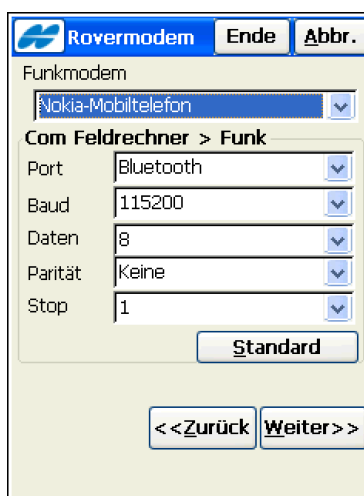 Rovermodem Ende Abbr.
Funkmodem
Nokia-Mobiltelefon
Com Feldrechner > Funk
Port Bluetooth
Baud 115200
Daten 8
Parität Keine
Stop 1
Standard
<<Zurück Weiter>>